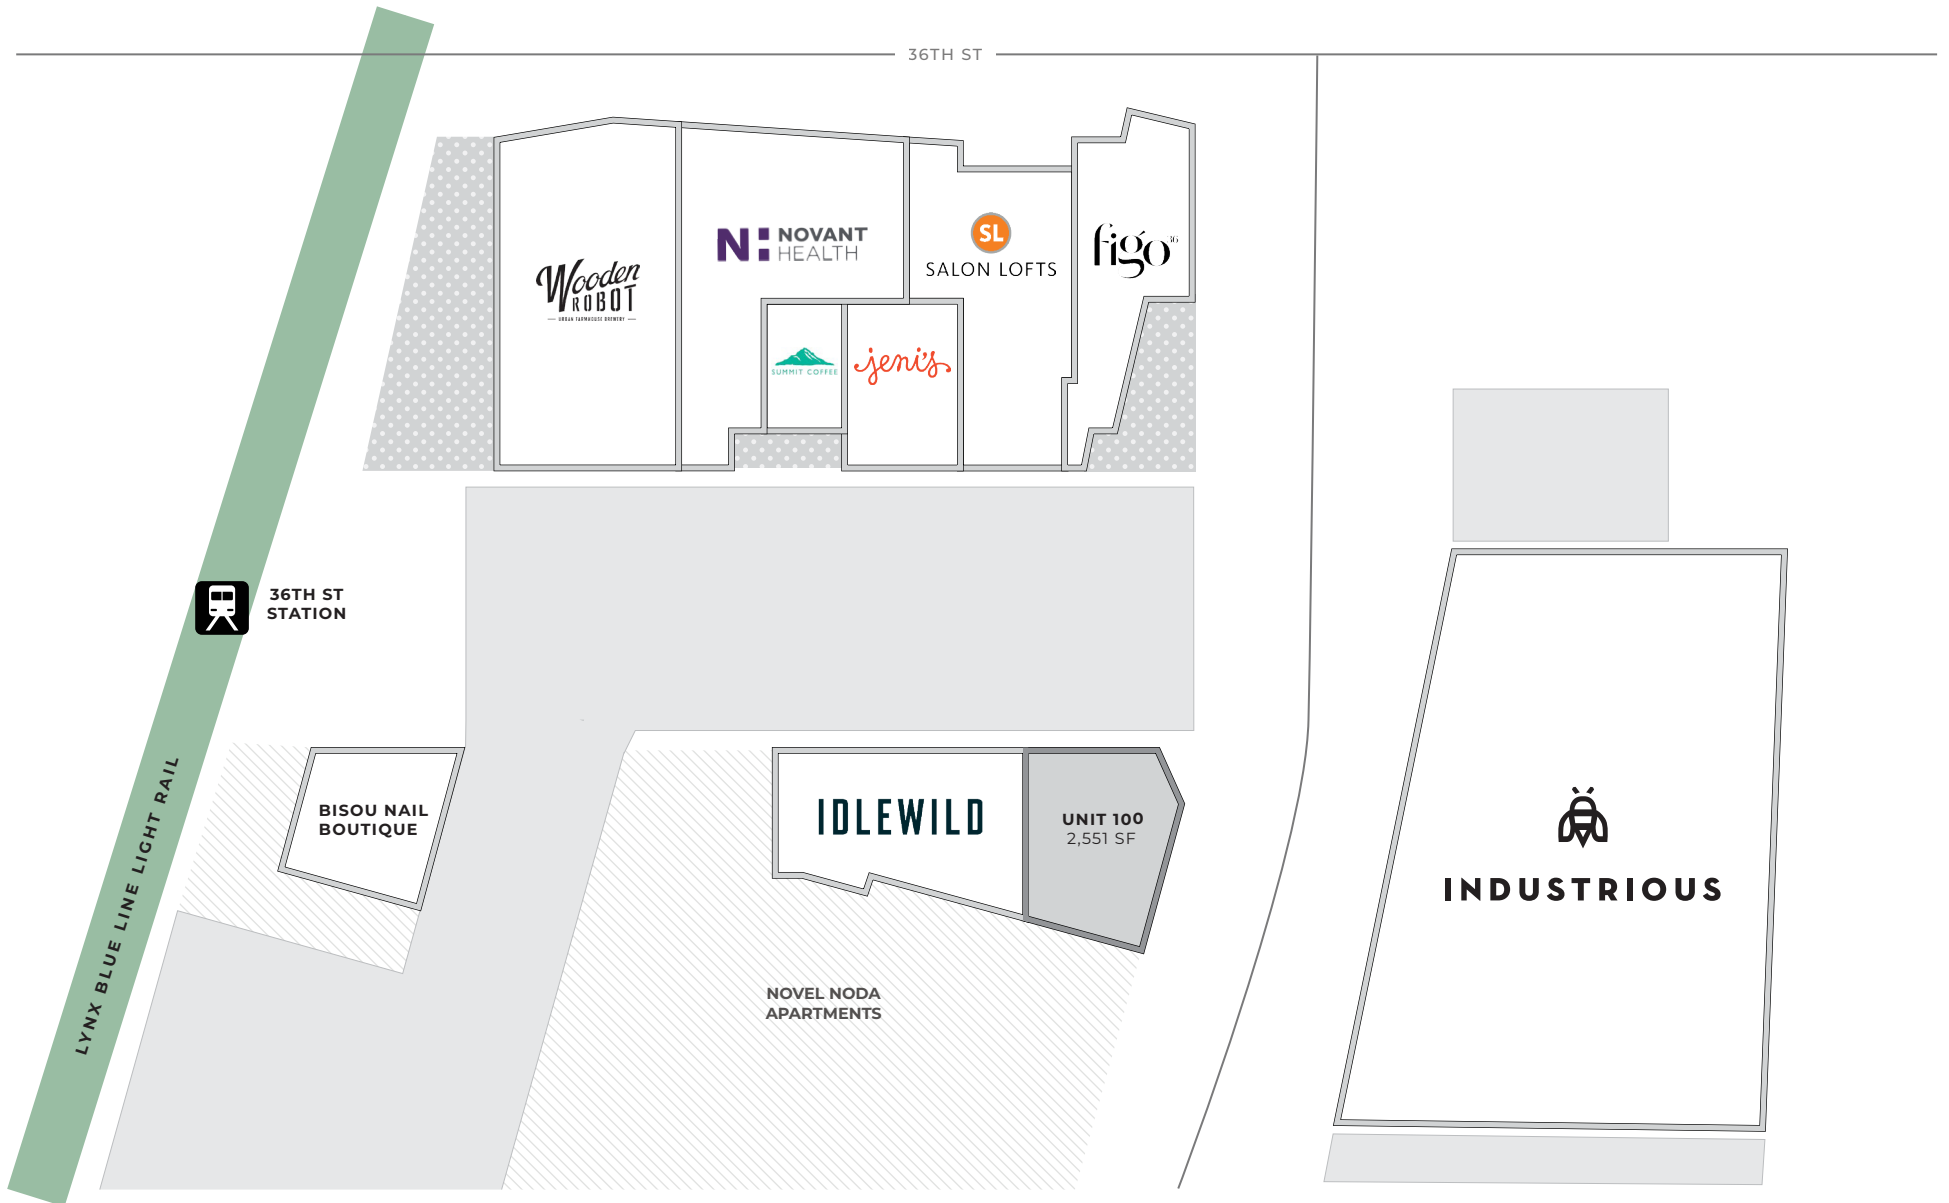 36TH ST
Wooden
ROBOT
URBAN FARMHOUSE BREWERY
N: NOVANT
HEALTH
SL
SALON LOFTS
figo36
SUMMIT COFFEE
jeni's
36TH ST
STATION
LYNX BLUE LINE LIGHT RAIL
BISOU NAIL
BOUTIQUE
IDLEWILD
UNIT 100
2,551 SF
INDUSTRIOUS
NOVEL NODA
APARTMENTS